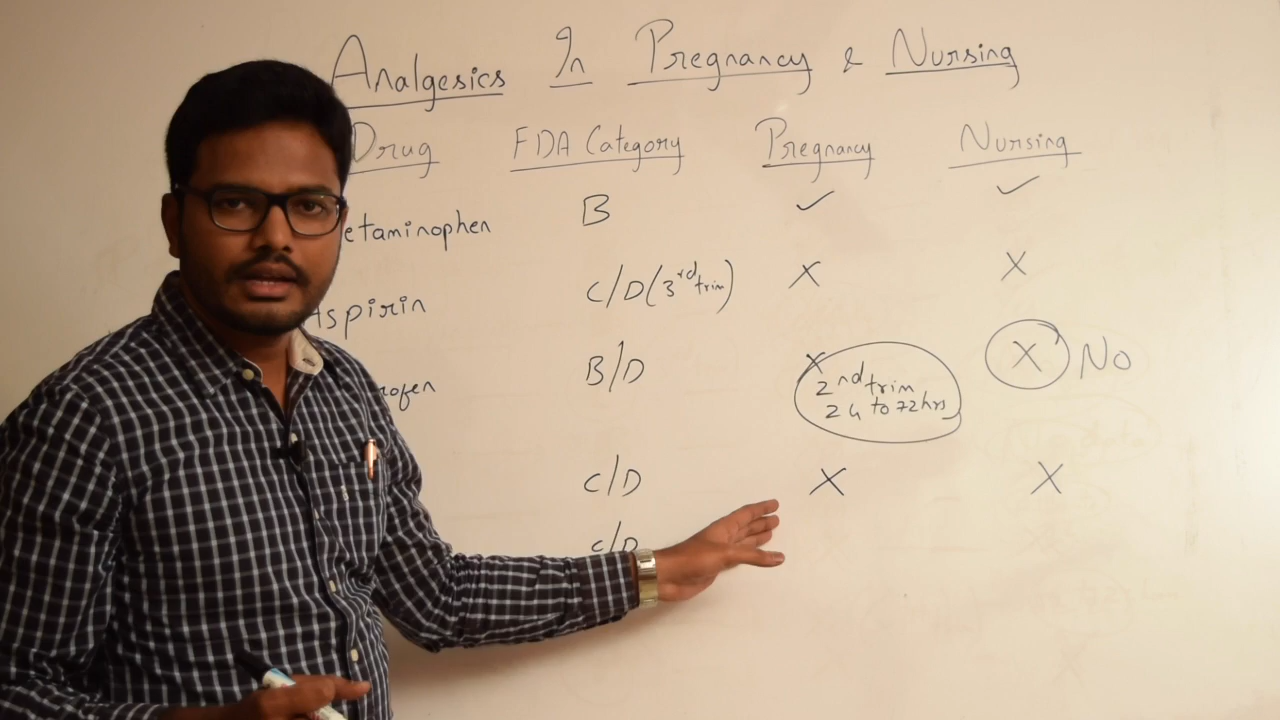 Analgesics In Pregnancy & Nursing
Drug FDA Category Pregnancy Nursing
etaminophen B ✓ ✓
Aspirin C/D (3rd trim) X X
rofen B/D X 2nd trim 24 to 72 hrs X No
C/D X X
C/D